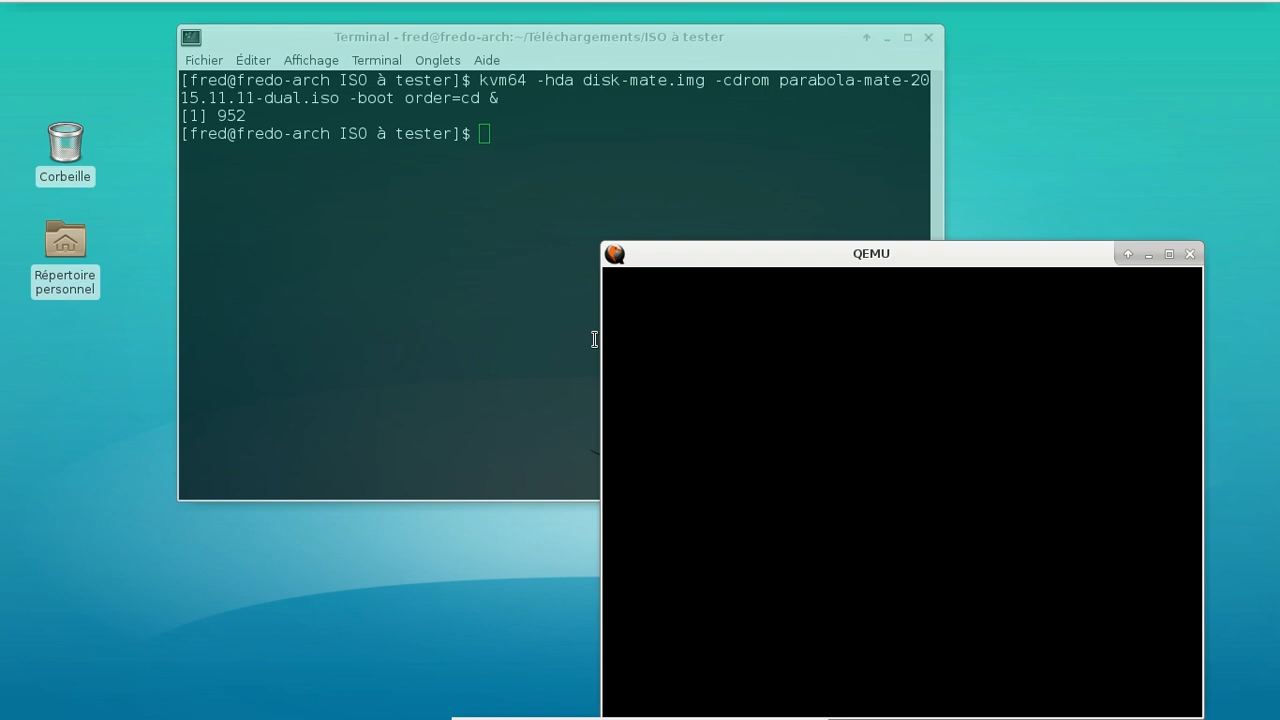 Terminal - fred@fredo-arch:~/Téléchargements/ISO à tester
Fichier Éditer Affichage Terminal Onglets Aide
[fred@fredo-arch ISO à tester]$ kvm64 -hda disk-mate.img -cdrom parabola-mate-20
15.11.11-dual.iso -boot order=cd &
[1] 952
[fred@fredo-arch ISO à tester]$
Corbeille
Répertoire
personnel
QEMU